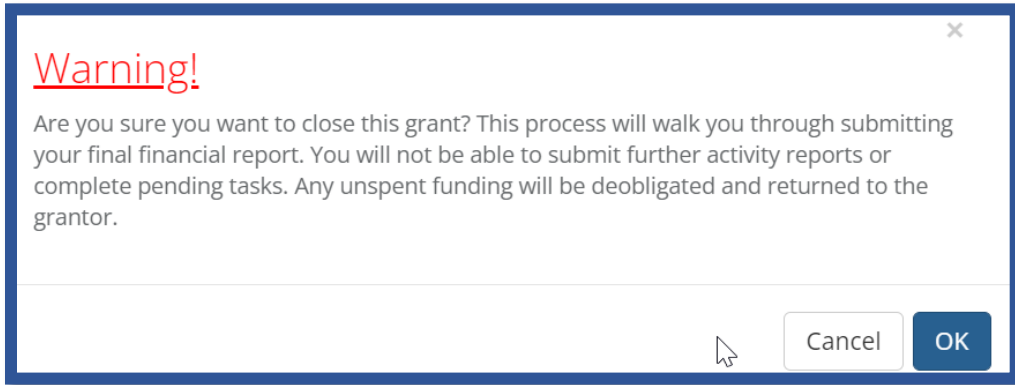 Warning!
Are you sure you want to close this grant? This process will walk you through submitting
your final financial report. You will not be able to submit further activity reports or
complete pending tasks. Any unspent funding will be deobligated and returned to the
grantor.
Cancel
OK